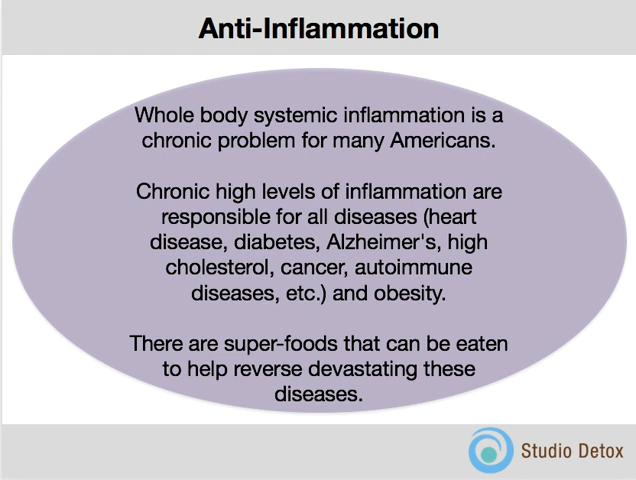 Anti-Inflammation
Whole body systemic inflammation is a
chronic problem for many Americans.
Chronic high levels of inflammation are
responsible for all diseases (heart
disease, diabetes, Alzheimer's, high
cholesterol, cancer, autoimmune
diseases, etc.) and obesity.
There are super-foods that can be eaten
to help reverse devastating these
diseases.
Studio Detox